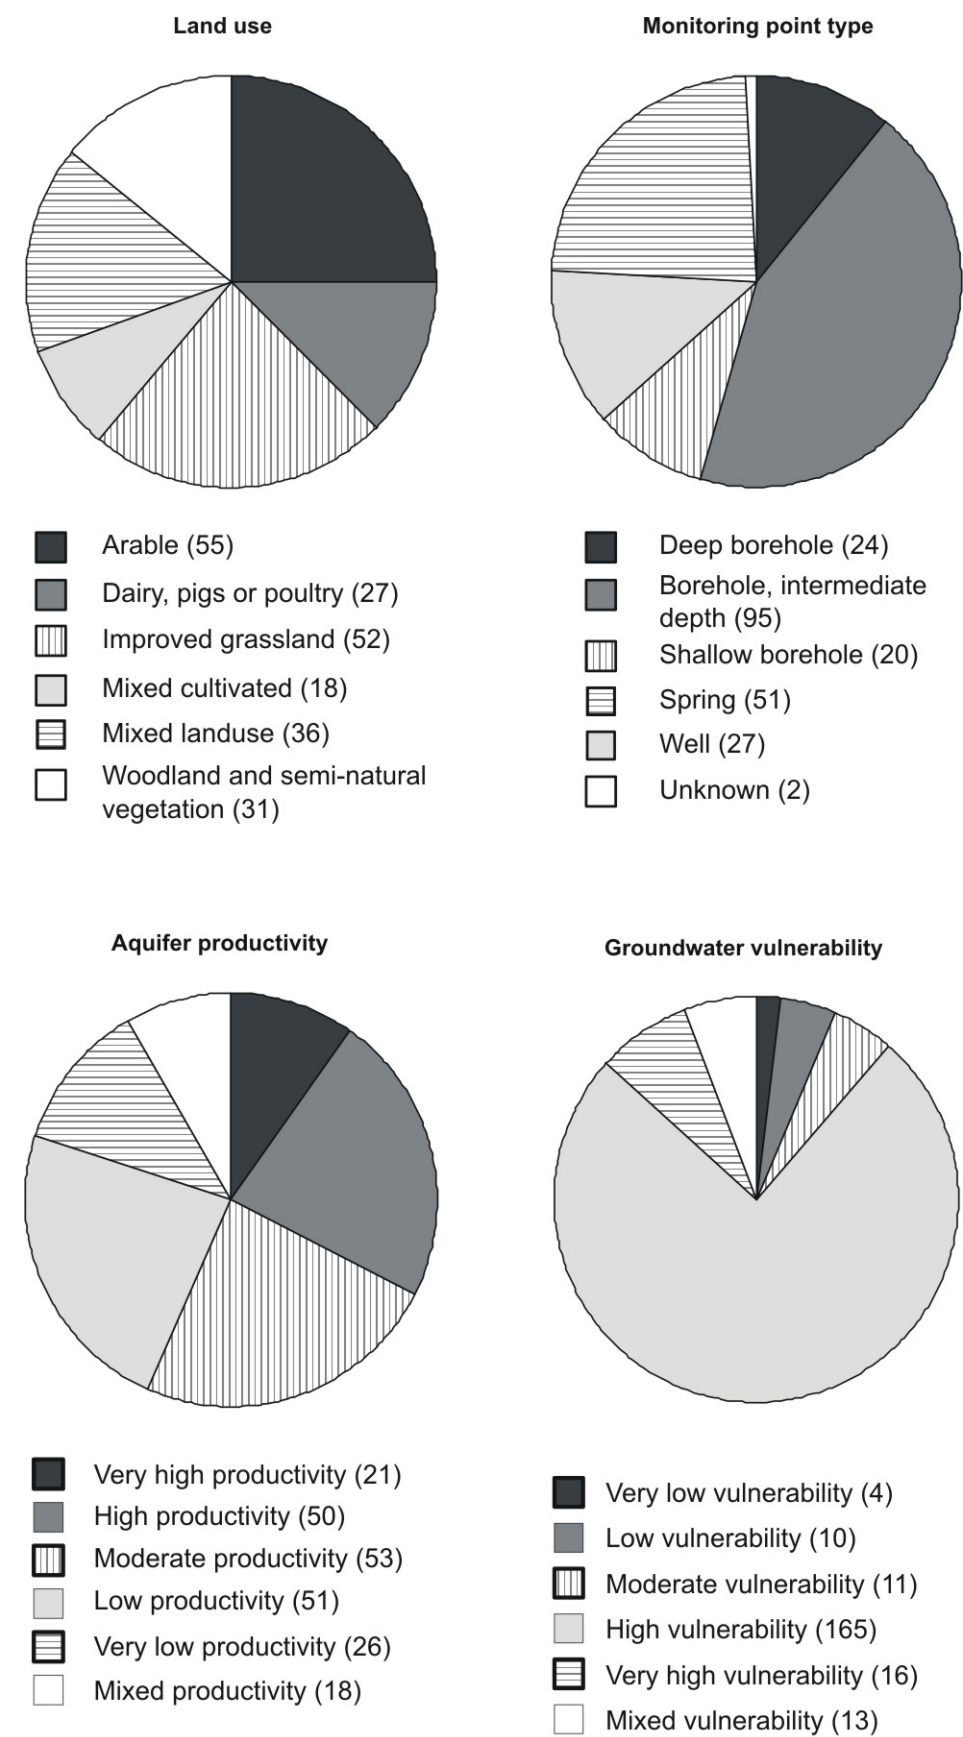 Land use
Arable (55)
Dairy, pigs or poultry (27)
Improved grassland (52)
Mixed cultivated (18)
Mixed landuse (36)
Woodland and semi-natural
vegetation (31)
Monitoring point type
Deep borehole (24)
Borehole, intermediate
depth (95)
Shallow borehole (20)
Spring (51)
Well (27)
Unknown (2)
Aquifer productivity
Very high productivity (21)
High productivity (50)
Moderate productivity (53)
Low productivity (51)
Very low productivity (26)
Mixed productivity (18)
Groundwater vulnerability
Very low vulnerability (4)
Low vulnerability (10)
Moderate vulnerability (11)
High vulnerability (165)
Very high vulnerability (16)
Mixed vulnerability (13)